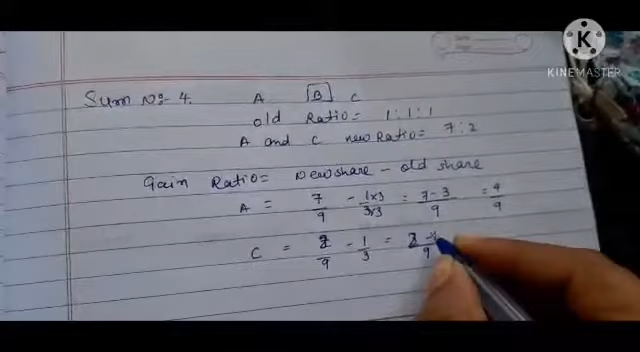 K
KINEMASTER
Sum No:- 4. A B C
old Ratio = 1:1:1
A and C new Ratio = 7:2
Gain Ratio = new share - old share
A = 7/9 - 1x3/3x3 = 7-3/9 = 4/9
C = 2/9 - 1/3 = 2-/9